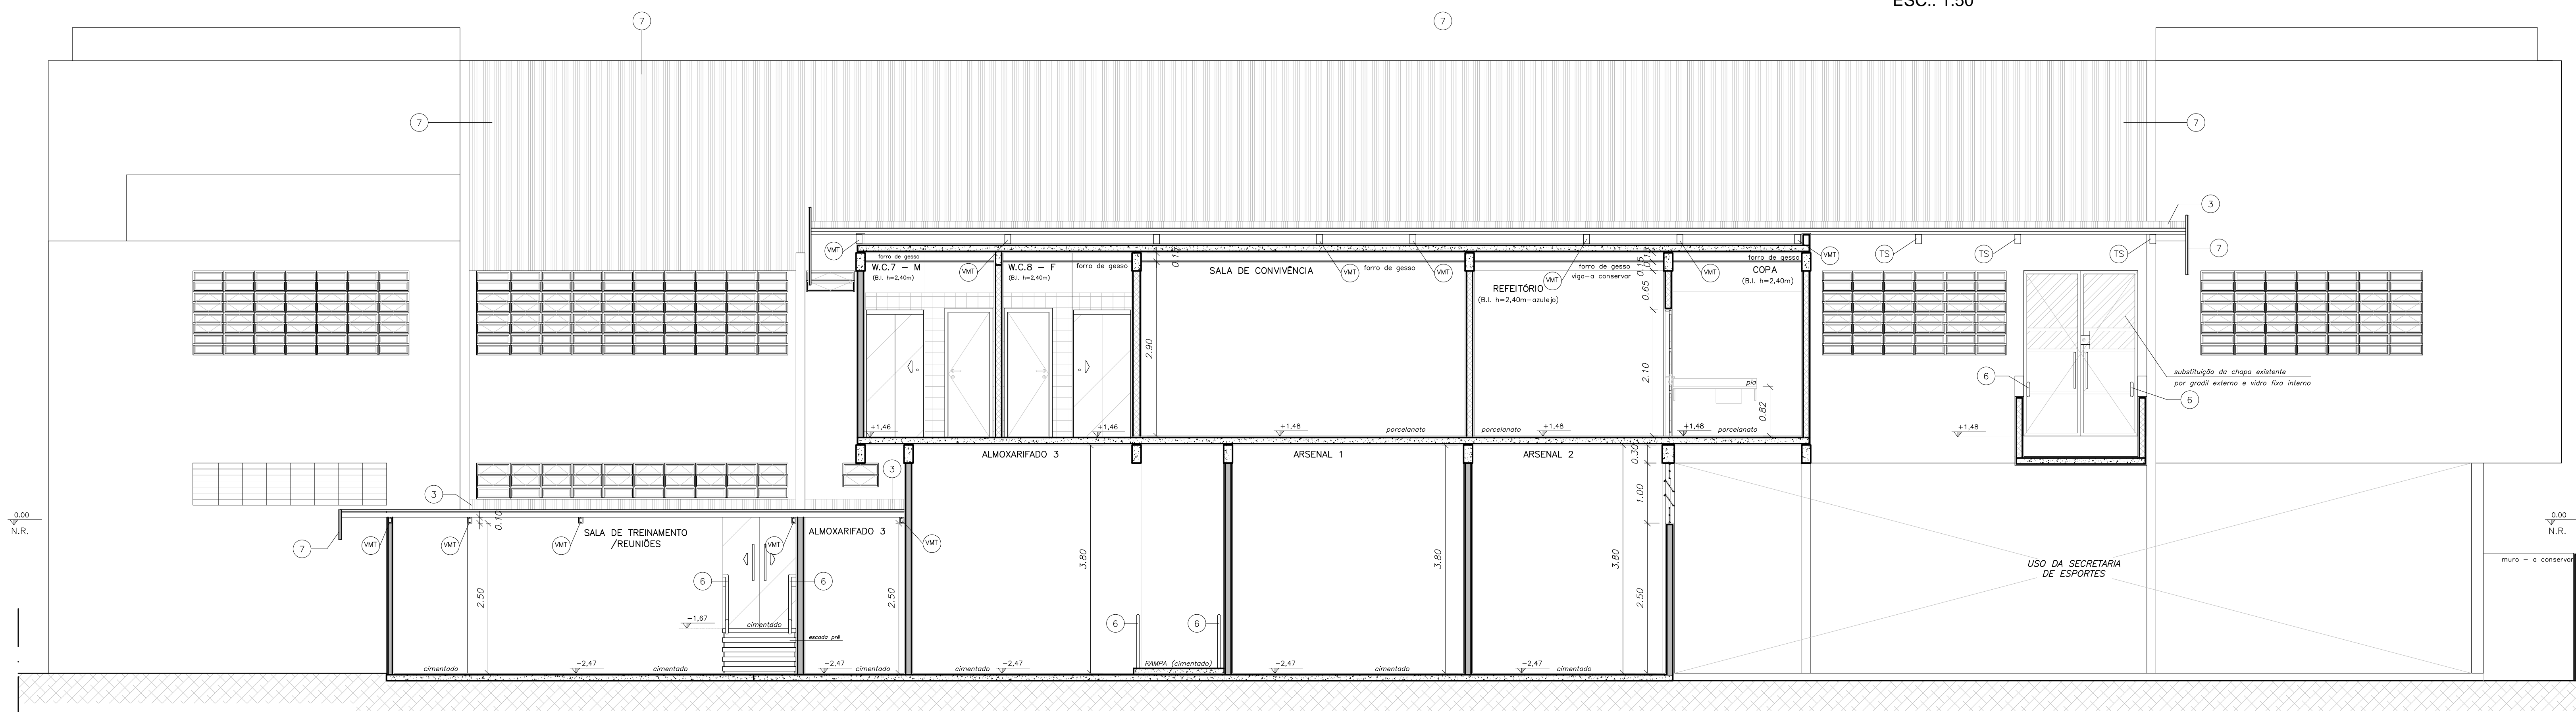 ESC.: 1:50
7
7
7
7
3
VMT
VMT
VMT
VMT
VMT
VMT
VMT
TS
TS
TS
7
forro de gesso
W.C.7 - M
(B.I. h=2,40m)
W.C.8 - F
(B.I. h=2,40m)
forro de gesso
SALA DE CONVIVÊNCIA
forro de gesso
forro de gesso
viga-a conservar
REFEITÓRIO
(B.I. h=2,40m-azulejo)
forro de gesso
COPA
(B.I. h=2,40m)
0.65
2.90
2.10
pia
0.82
substituição da chapa existente
por gradil externo e vidro fixo interno
6
6
+1,46
+1,46
+1,48
porcelanato
porcelanato
+1,48
+1,48
porcelanato
+1,48
ALMOXARIFADO 3
ARSENAL 1
ARSENAL 2
0.30
3
3
1.00
0.00
N.R.
0.00
N.R.
0.10
7
VMT
VMT
VMT
SALA DE TREINAMENTO
/REUNIÕES
VMT
ALMOXARIFADO 3
VMT
3.80
3.80
3.80
muro - a conservar
USO DA SECRETARIA
DE ESPORTES
6
6
2.50
2.50
2.50
-1,67
cimentado
escada pré
6
6
cimentado
-2,47
cimentado
-2,47
cimentado
cimentado
-2,47
RAMPA (cimentado)
-2,47
cimentado
-2,47
cimentado